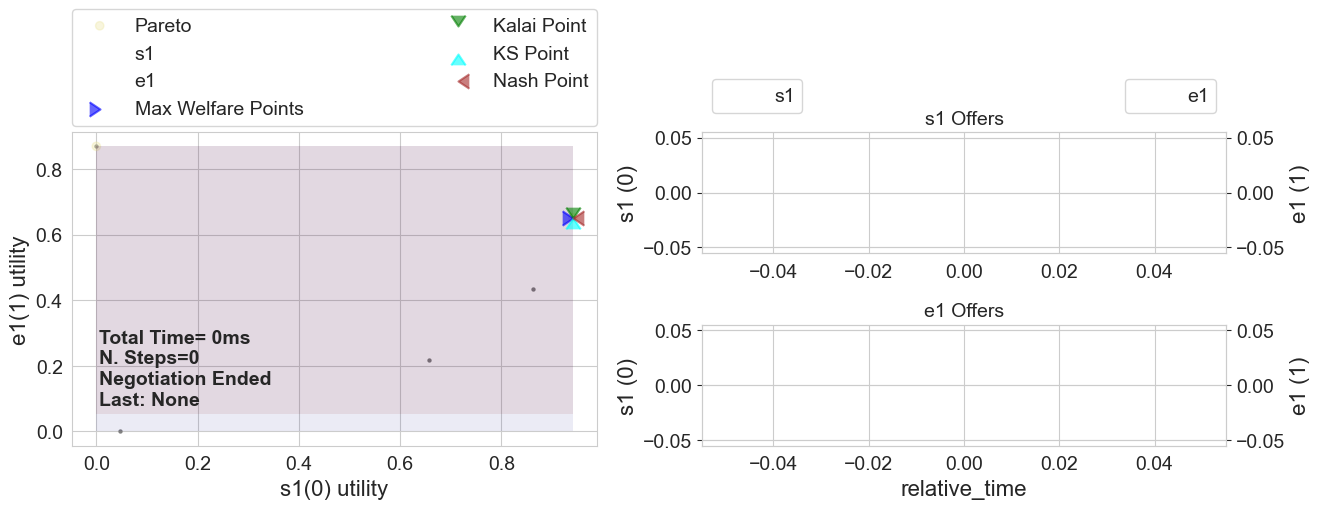 Pareto
s1
e1
Max Welfare Points
Kalai Point
KS Point
Nash Point
e1(1) utility
0.8
0.6
0.4
0.2
0.0
Total Time= 0ms
N. Steps=0
Negotiation Ended
Last: None
0.0 0.2 0.4 0.6 0.8
s1(0) utility
s1
e1
s1 Offers
s1 (0)
0.05
0.00
−0.05
0.05
0.00
−0.05
e1 (1)
−0.04 −0.02 0.00 0.02 0.04
e1 Offers
s1 (0)
0.05
0.00
−0.05
0.05
0.00
−0.05
e1 (1)
−0.04 −0.02 0.00 0.02 0.04
relative_time